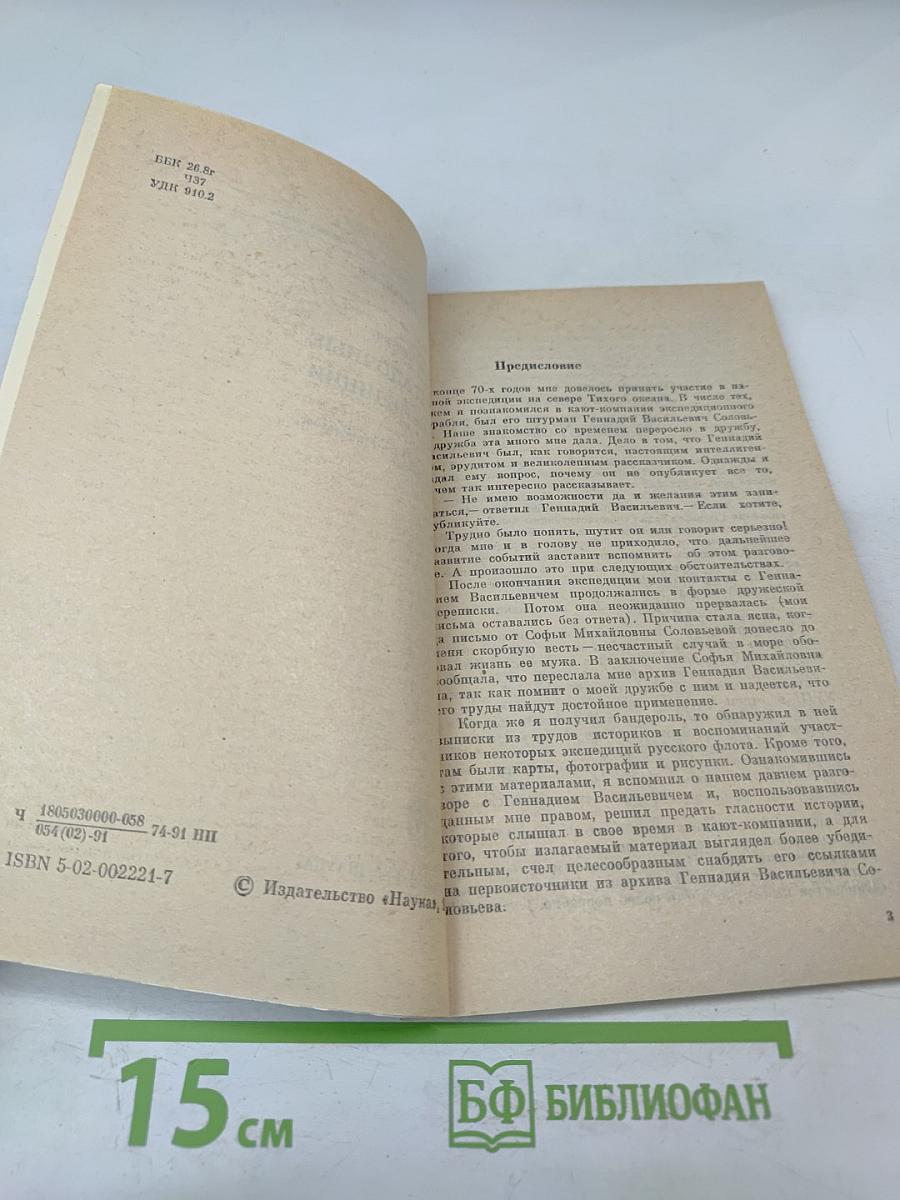 ББК 26.8г
Ч37
УДК 910.2
Ч 1805030000-058
054(02)-91
74-91 НП
ISBN 5-02-002221-7
© Издательство «Наука»,
Предисловие
конце 70-х годов мне довелось принять участие в на-
ной экспедиции на севере Тихого океана. В числе тех,
кем я познакомился в кают-компании экспедиционного
рабля, был его штурман Геннадий Васильевич Соловь-
. Наше знакомство со временем переросло в дружбу,
дружба эта много мне дала. Дело в том, что Геннадий
асильевич был, как говорится, настоящим интеллиген-
ом, эрудитом и великолепным рассказчиком. Однажды я
дал ему вопрос, почему он не опубликует все то,
чем так интересно рассказывает.
— Не имею возможности да и желания этим зани-
аться,— ответил Геннадий Васильевич.— Если хотите,
убликуйте.
Трудно было понять, шутит он или говорит серьезно!
огда мне и в голову не приходило, что дальнейшее
азвитие событий заставит вспомнить об этом разгово-
е. А произошло это при следующих обстоятельствах.
После окончания экспедиции мои контакты с Генна-
ием Васильевичем продолжались в форме дружеской
ереписки. Потом она неожиданно прервалась (мои
исьма оставались без ответа). Причина стала ясна, ког-
а письмо от Софьи Михайловны Соловьевой донесло до
еня скорбную весть — несчастный случай в море обо-
вал жизнь ее мужа. В заключение Софья Михайловна
сообщала, что переслала мне архив Геннадия Васильеви-
ча, так как помнит о моей дружбе с ним и надеется, что
его труды найдут достойное применение.
Когда же я получил бандероль, то обнаружил в ней
выписки из трудов историков и воспоминаний участ-
ников некоторых экспедиций русского флота. Кроме того,
там были карты, фотографии и рисунки. Ознакомившись
с этими материалами, я вспомнил о нашем давнем разго-
воре с Геннадием Васильевичем и, воспользовавшись
данным мне правом, решил предать гласности истории,
которые слышал в свое время в кают-компании, а для
того, чтобы излагаемый материал выглядел более убеди-
тельным, счел целесообразным снабдить его ссылками
на первоисточники из архива Геннадия Васильевича Со-
ловьева.
3
15 см
БФ БИБЛИОФАН